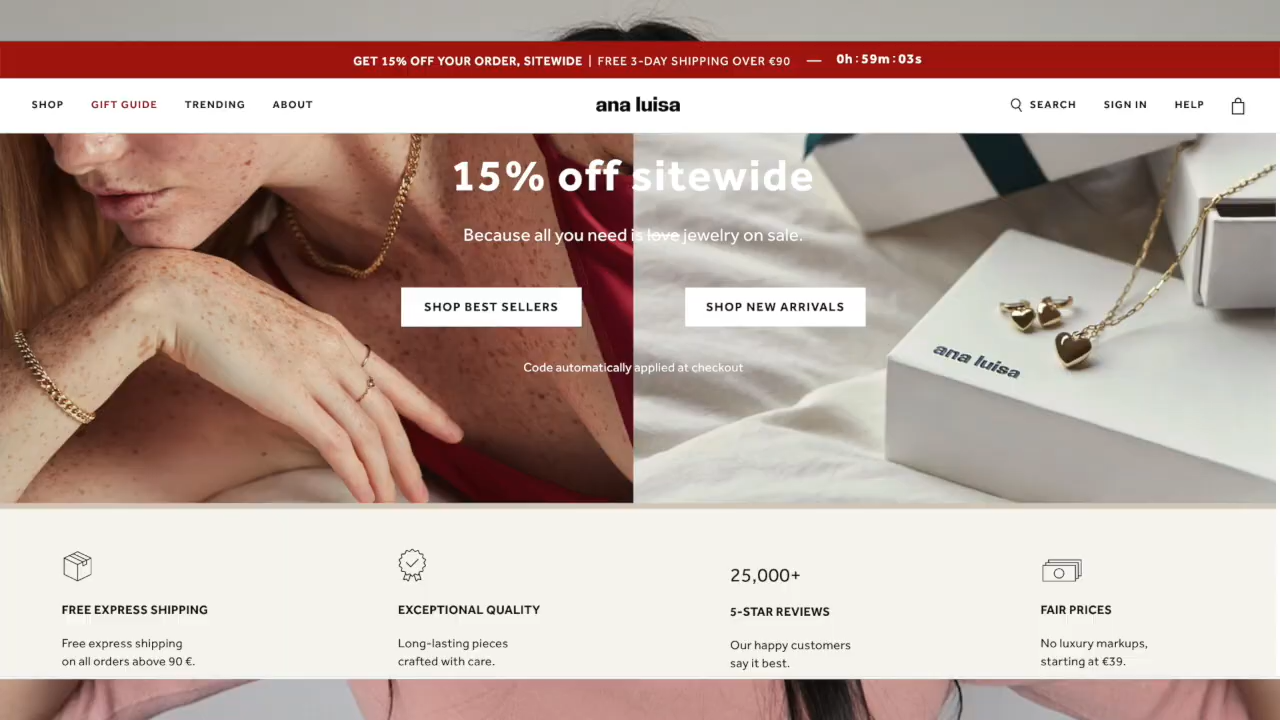 GET 15% OFF YOUR ORDER, SITEWIDE | FREE 3-DAY SHIPPING OVER €90 — 0h : 59m : 03s
SHOP GIFT GUIDE TRENDING ABOUT ana luisa SEARCH SIGN IN HELP
15% off sitewide
Because all you need is love jewelry on sale.
SHOP BEST SELLERS SHOP NEW ARRIVALS
ana luisa
Code automatically applied at checkout
25,000+
FREE EXPRESS SHIPPING
Free express shipping
on all orders above 90 €.
EXCEPTIONAL QUALITY
Long-lasting pieces
crafted with care.
5-STAR REVIEWS
Our happy customers
say it best.
FAIR PRICES
No luxury markups,
starting at €39.